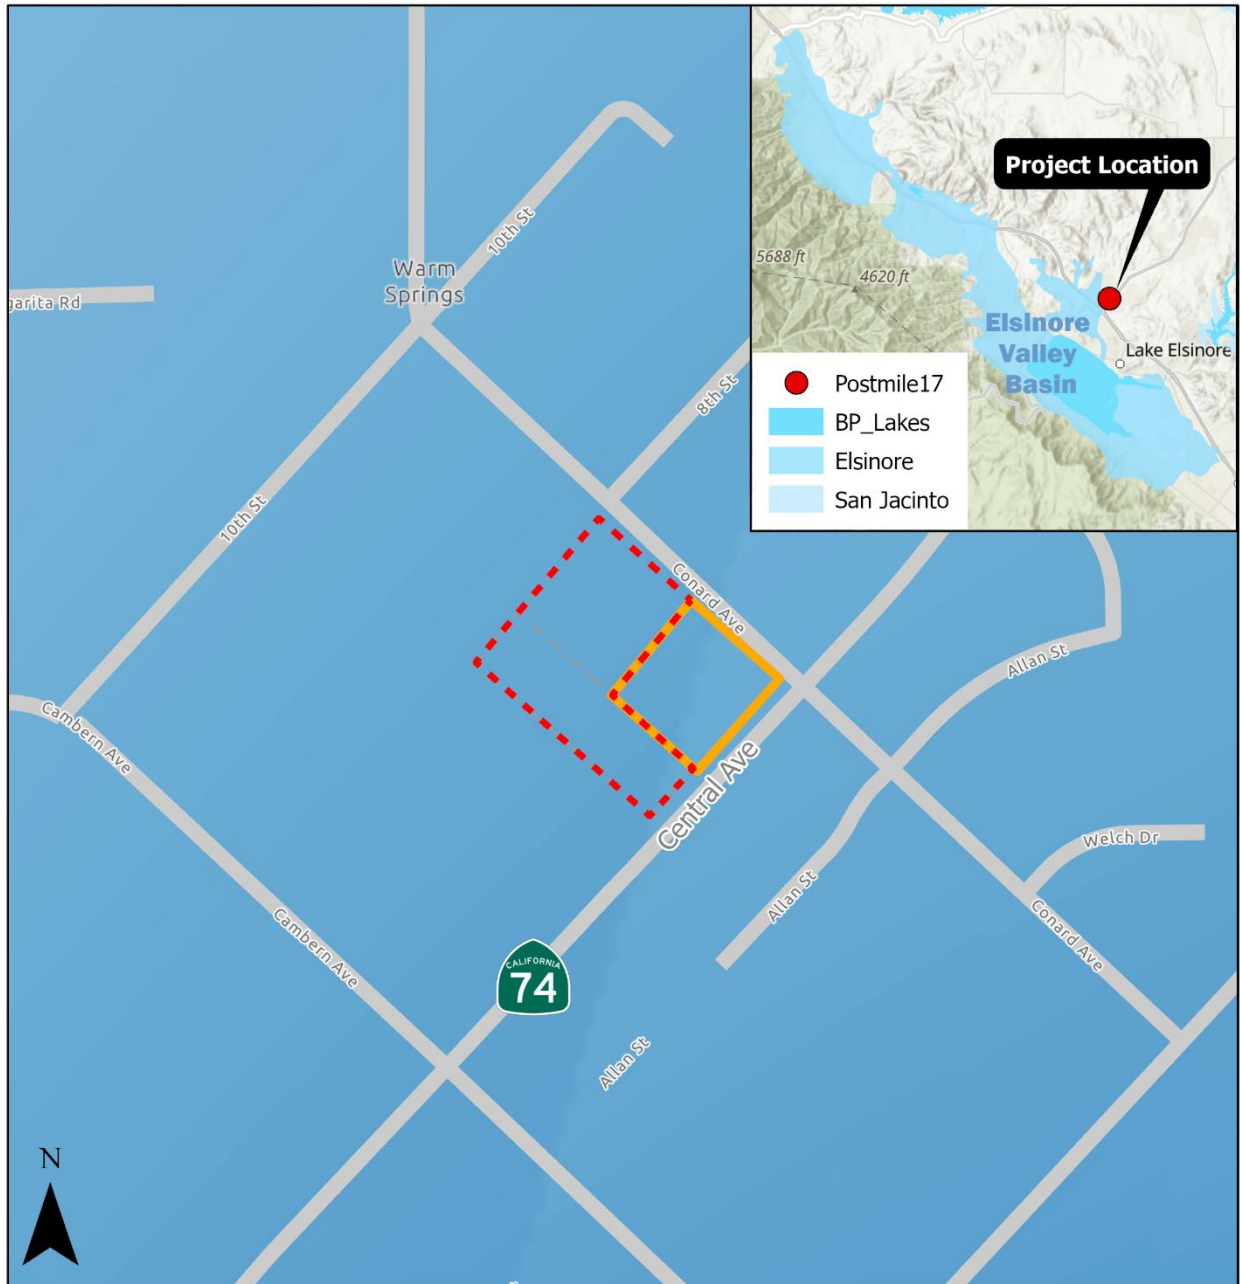 Project Location
5688 ft
4620 ft
Elsinore
Valley
Basin
Lake Elsinore
Postmile17
BP_Lakes
Elsinore
San Jacinto
10th St
Warm
Springs
garita Rd
8th St
10th St
Conard Ave
Allan St
Cambern Ave
Central Ave
Welch Dr
Allan St
Conard Ave
Cambern Ave
CALIFORNIA
74
Allan St
N